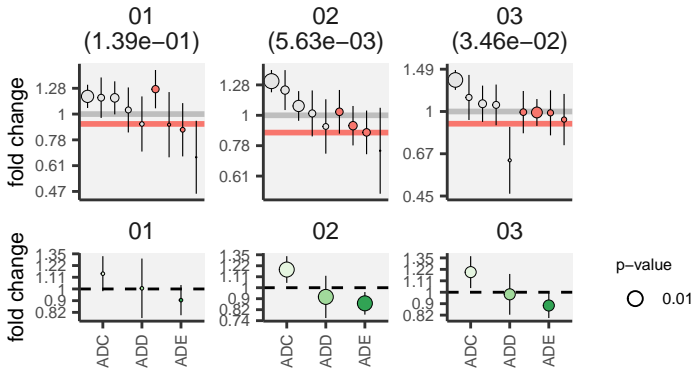 01
(1.39e−01)
02
(5.63e−03)
03
(3.46e−02)
fold change
1.28
1
0.78
0.61
0.47
1.28
1
0.78
0.61
1.49
1
0.67
0.45
01
02
03
fold change
1.35
1.22
1.11
1
0.9
0.82
1.35
1.22
1.11
1
0.9
0.82
0.74
1.35
1.22
1.11
1
0.9
0.82
ADC
ADD
ADE
ADC
ADD
ADE
ADC
ADD
ADE
p−value
0.01